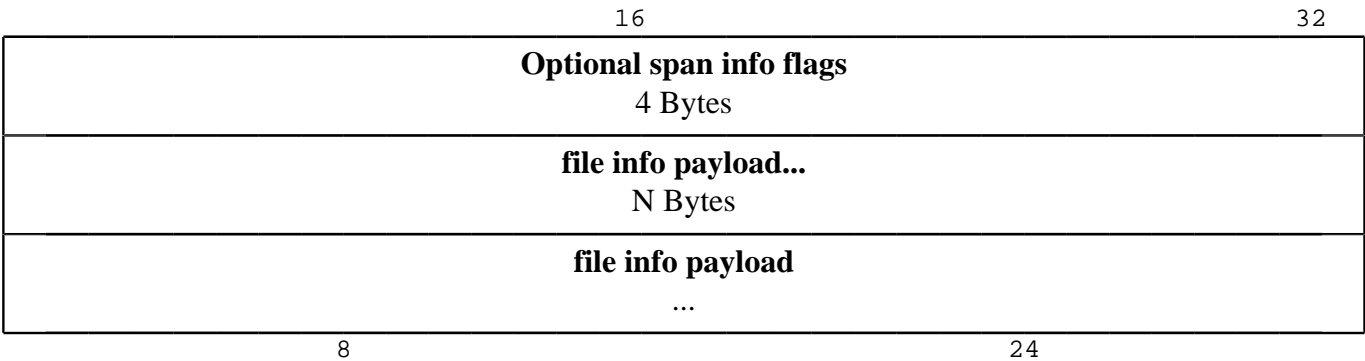 16 32
Optional span info flags
4 Bytes
file info payload...
N Bytes
file info payload
...
8 24